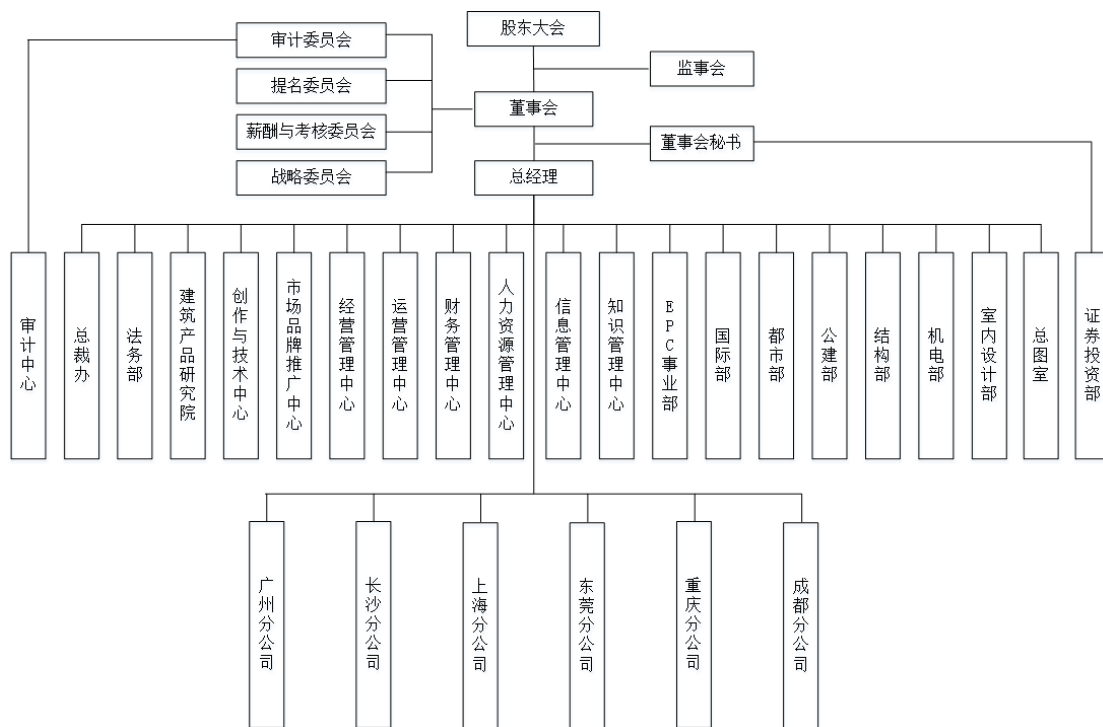 股东大会
审计委员会
监事会
提名委员会
董事会
薪酬与考核委员会
董事会秘书
战略委员会
总经理
审计中心
总裁办
法务部
建筑产品研究院
创作与技术中心
市场品牌推广中心
经营管理中心
运营管理中心
财务管理中心
人力资源管理中心
信息管理中心
知识管理中心
EPC事业部
国际部
都市部
公建部
结构部
机电部
室内设计部
总图室
证券投资部
广州分公司
长沙分公司
上海分公司
东莞分公司
重庆分公司
成都分公司